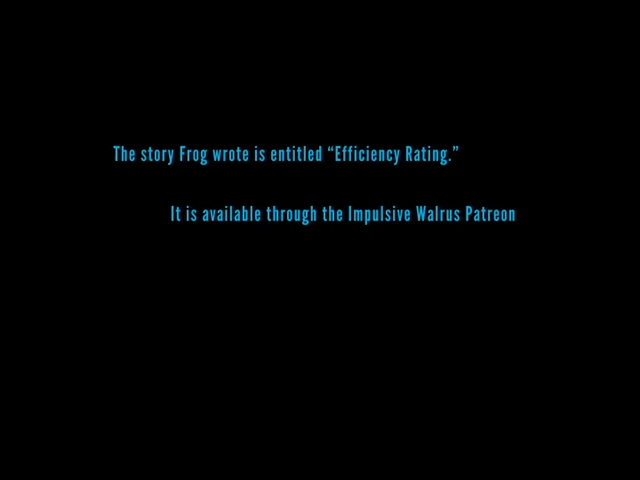 The story Frog wrote is entitled “Efficiency Rating.”
It is available through the Impulsive Walrus Patreon